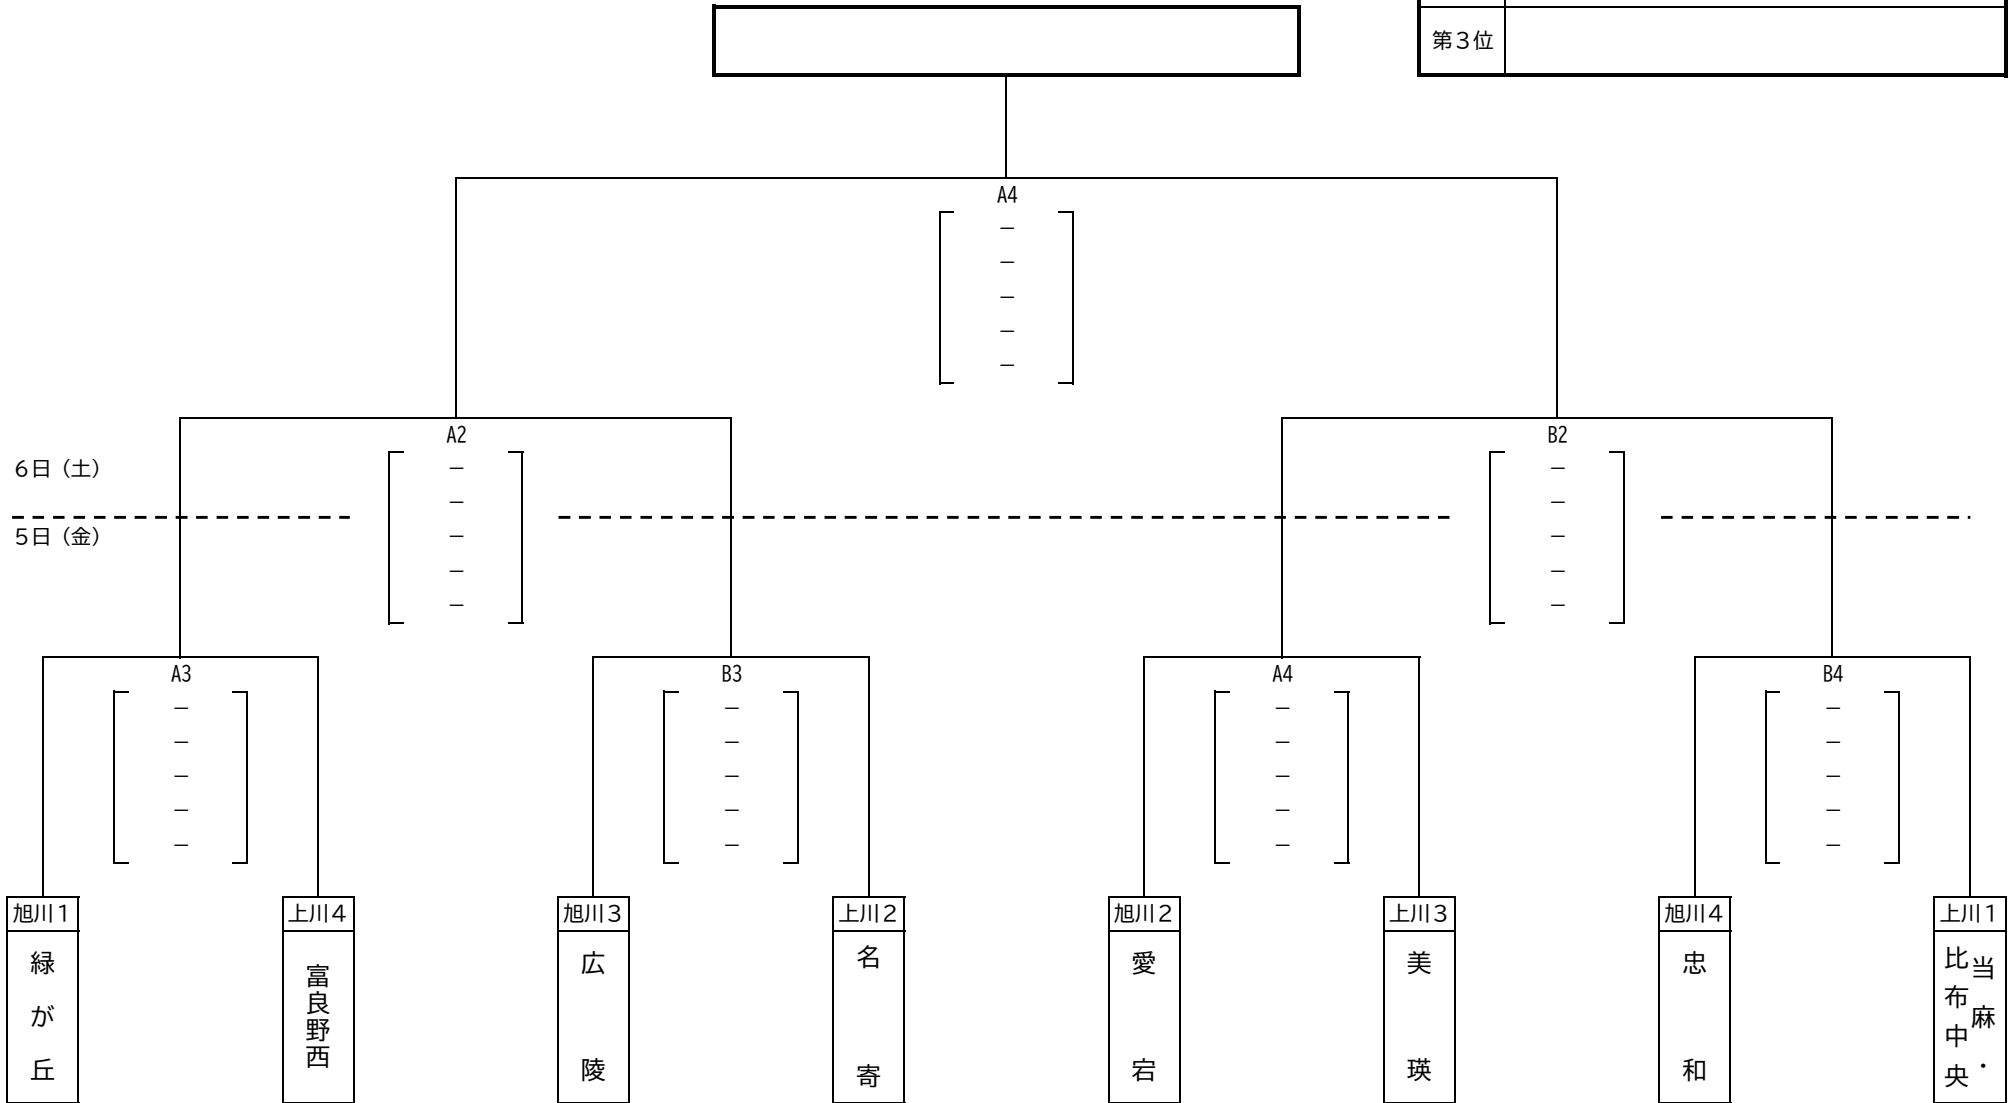 第３位
A4
－
－
－
－
－
A2
－
－
－
－
－
B2
－
－
－
－
－
６日（土）
５日（金）
A3
－
－
－
－
－
B3
－
－
－
－
－
A4
－
－
－
－
－
B4
－
－
－
－
－
旭川１
緑が丘
上川４
富良野西
旭川３
広陵
上川２
名寄
旭川２
愛宕
上川３
美瑛
旭川４
忠和
上川１
当麻・
比布中央